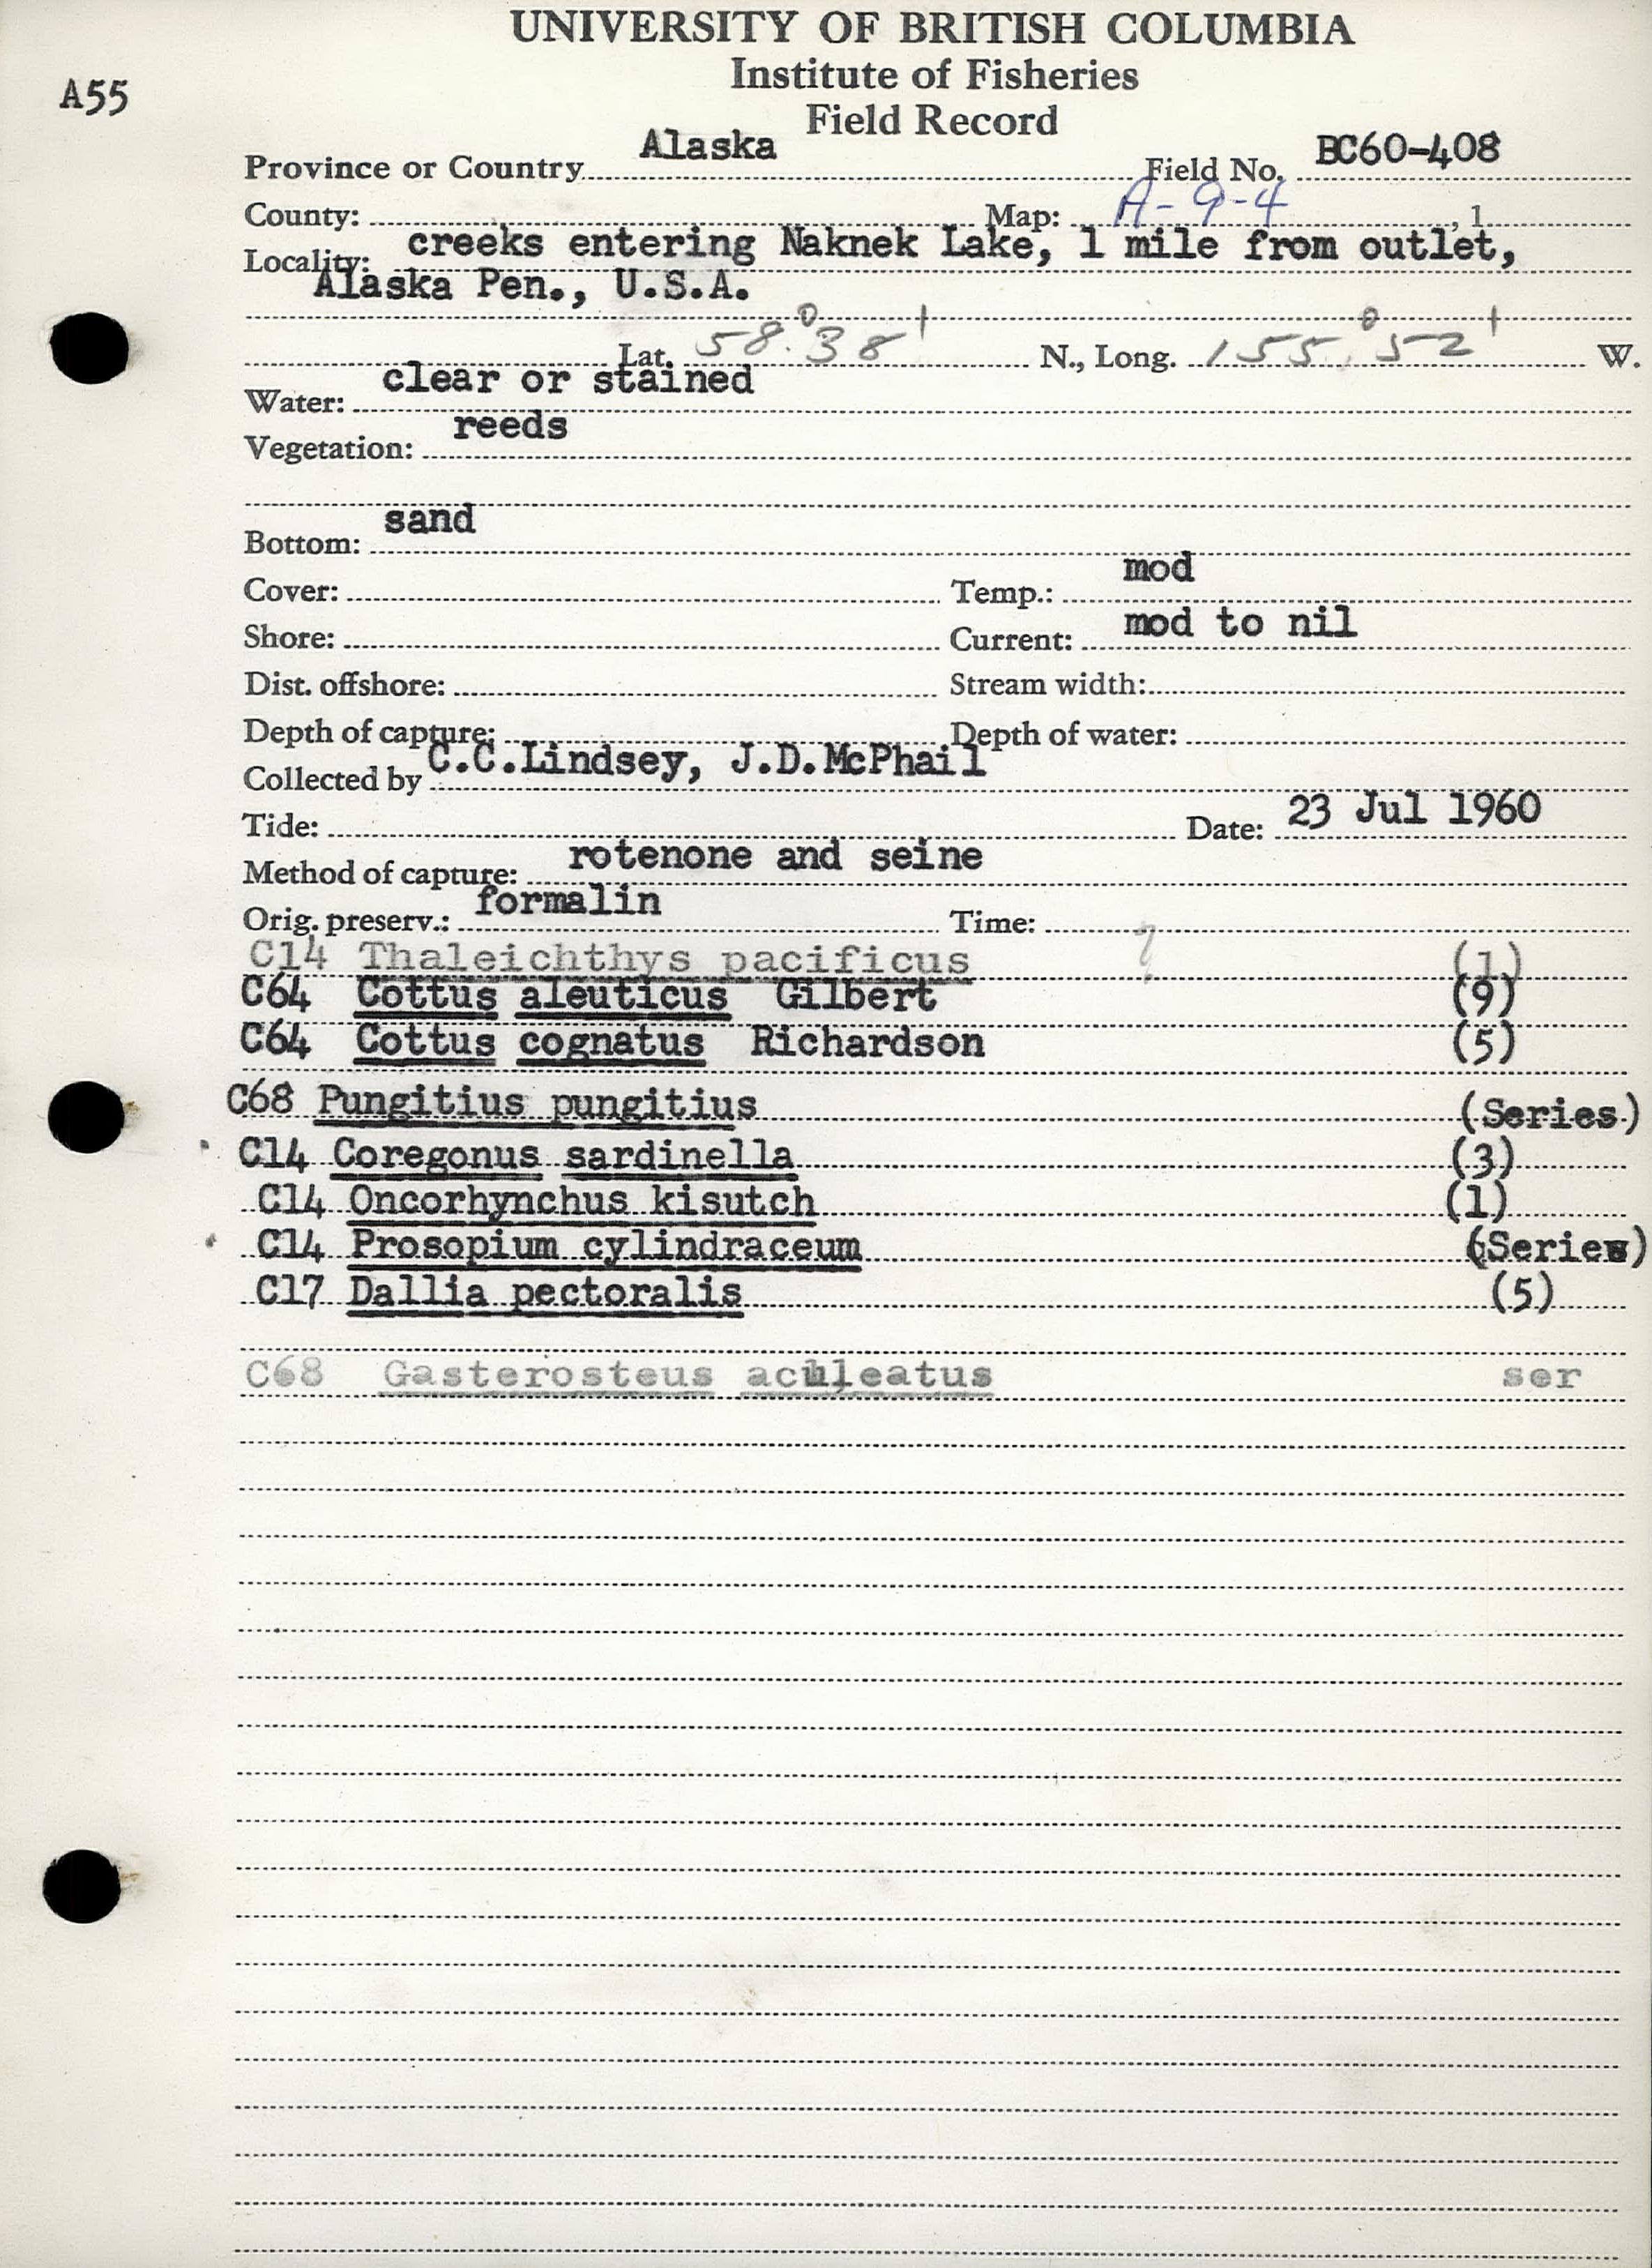 UNIVERSITY OF BRITISH COLUMBIA
Institute of Fisheries
A55
Field Record
Province or Country Alaska Field No. BC60-408
County: Map: A-9-4 , 1
Locality: creeks entering Naknek Lake, 1 mile from outlet,
Alaska Pen., U.S.A.
Lat. 58°38' N., Long. 155°52' W.
Water: clear or stained
Vegetation: reeds
Bottom: sand
Cover: Temp.: mod
Shore: Current: mod to nil
Dist. offshore: Stream width:
Depth of capture: Depth of water:
Collected by C.C.Lindsey, J.D.McPhail
Tide: Date: 23 Jul 1960
Method of capture: rotenone and seine
Orig. preserv.: formalin Time:
C14 Thaleichthys pacificus ? (1)
C64 Cottus aleuticus Gilbert (9)
C64 Cottus cognatus Richardson (5)
C68 Pungitius pungitius (Series)
C14 Coregonus sardinella (3)
C14 Oncorhynchus kisutch (1)
C14 Prosopium cylindraceum (Series)
C17 Dallia pectoralis (5)
C68 Gasterosteus aculeatus ser